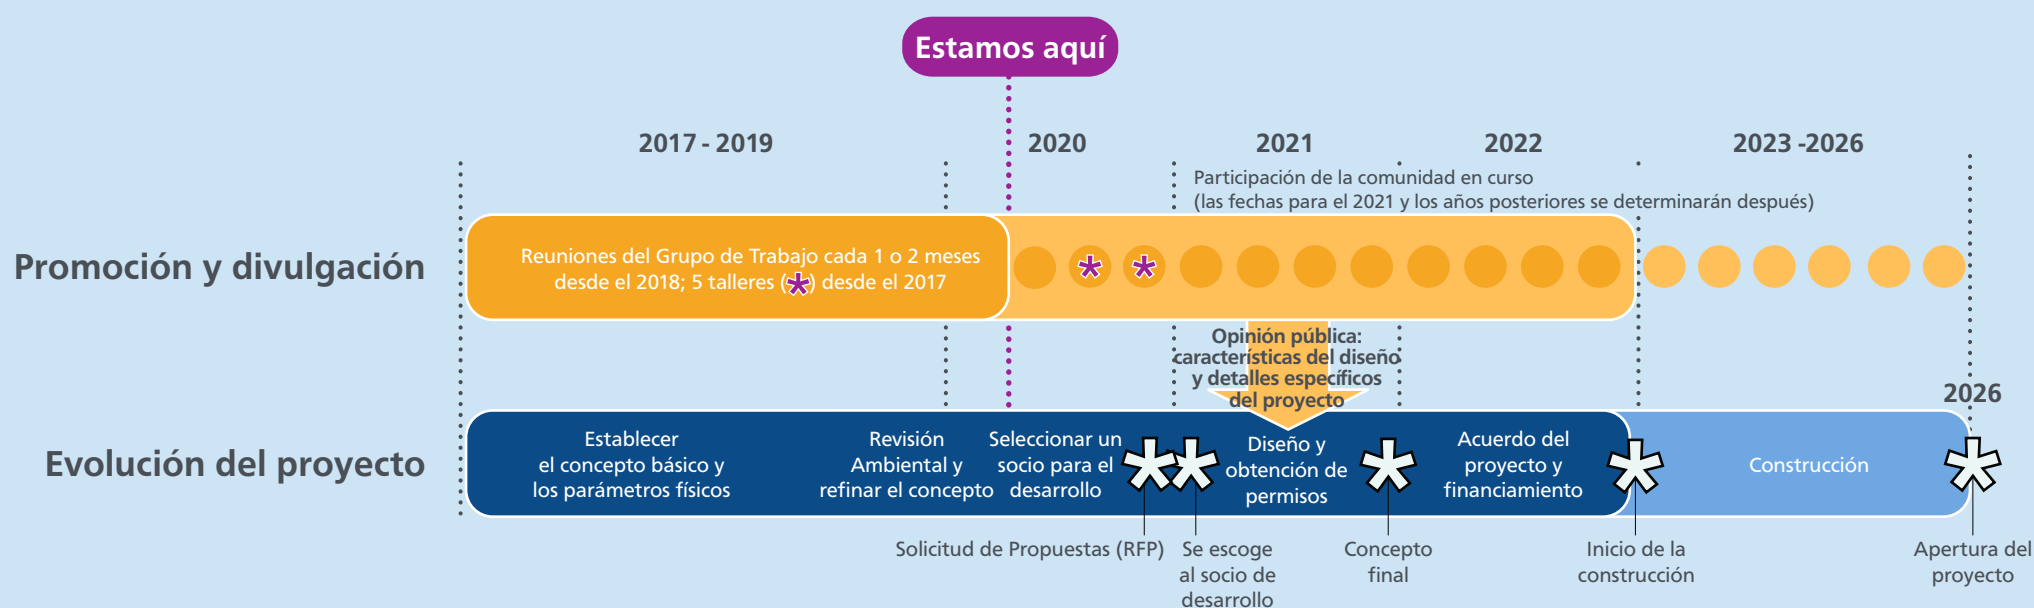 Estamos aquí
2017 - 2019
2020
2021
2022
2023 -2026
Participación de la comunidad en curso
(las fechas para el 2021 y los años posteriores se determinarán después)
Promoción y divulgación
Reuniones del Grupo de Trabajo cada 1 o 2 meses
desde el 2018; 5 talleres (*) desde el 2017
Opinión pública:
características del diseño
y detalles específicos
del proyecto
2026
Evolución del proyecto
Establecer
el concepto básico y
los parámetros físicos
Revisión
Ambiental y
refinar el concepto
Seleccionar un
socio para el
desarrollo
Diseño y
obtención de
permisos
Acuerdo del
proyecto y
financiamiento
Construcción
Solicitud de Propuestas (RFP)
Se escoge
al socio de
desarrollo
Concepto
final
Inicio de la
construcción
Apertura del
proyecto